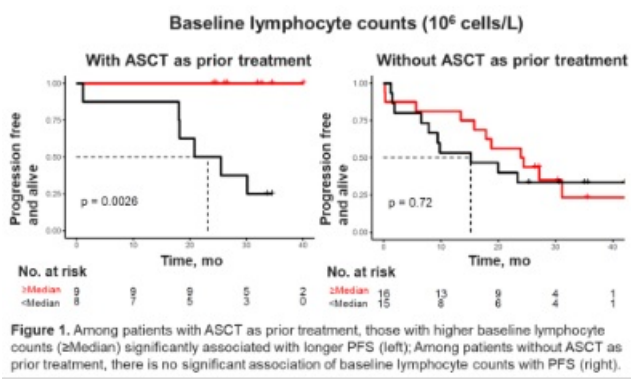 Baseline lymphocyte counts (10⁶ cells/L)
With ASCT as prior treatment
Without ASCT as prior treatment
Progression free and alive
1.00
0.75
0.50
0.25
0.00
p = 0.0026
0 10 20 30 40
Time, mo
No. at risk
≥Median 9 9 9 5 2
<Median 8 7 5 3 0
Progression free and alive
1.00
0.75
0.50
0.25
0.00
p = 0.72
0 10 20 30 40
Time, mo
No. at risk
≥Median 16 13 9 4 1
<Median 15 8 6 4 1
Figure 1. Among patients with ASCT as prior treatment, those with higher baseline lymphocyte
counts (≥Median) significantly associated with longer PFS (left); Among patients without ASCT as
prior treatment, there is no significant association of baseline lymphocyte counts with PFS (right).